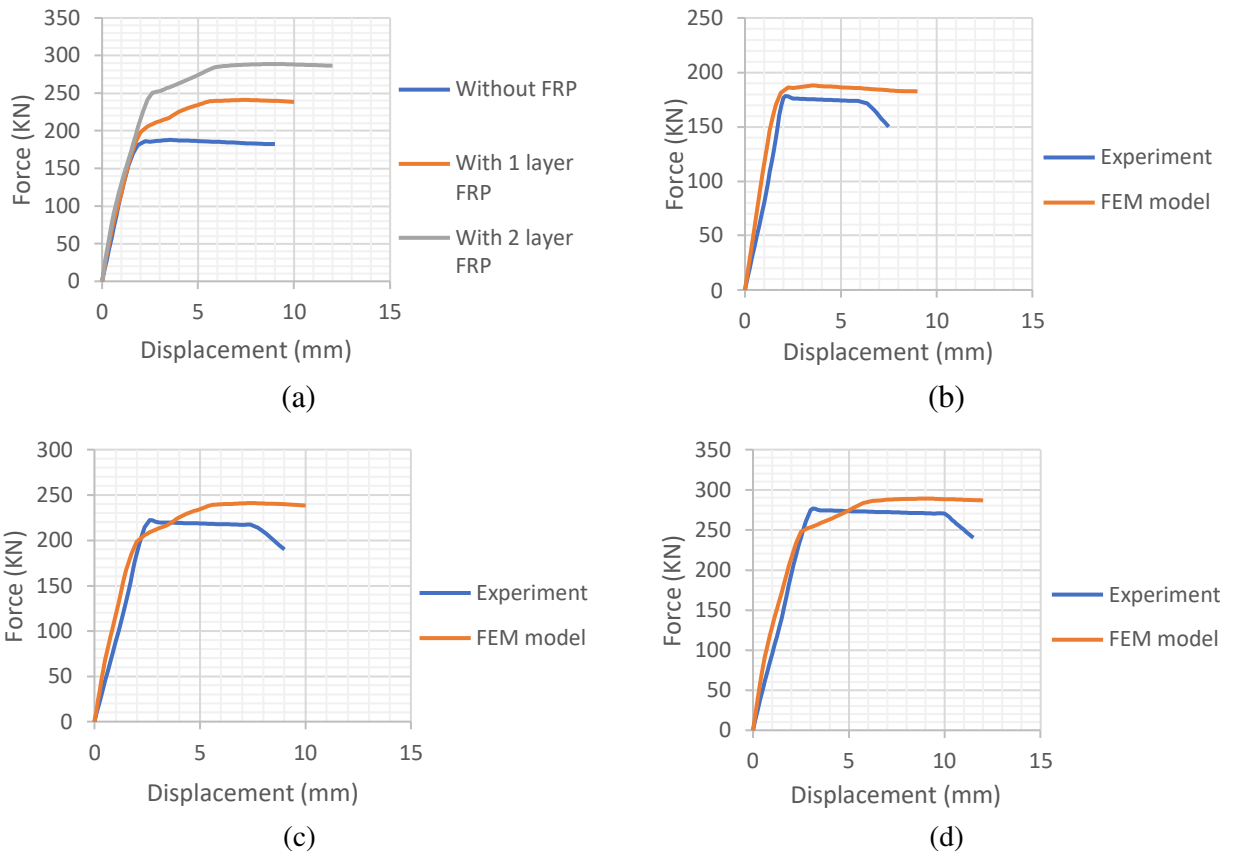 350
300
250
200
150
100
50
0
Force (KN)
0 5 10 15
Displacement (mm)
Without FRP
With 1 layer
FRP
With 2 layer
FRP
(a)
250
200
150
100
50
0
Force (KN)
0 5 10 15
Displacement (mm)
Experiment
FEM model
(b)
300
250
200
150
100
50
0
Force (KN)
0 5 10 15
Displacement (mm)
Experiment
FEM model
(c)
350
300
250
200
150
100
50
0
Force (KN)
0 5 10 15
Displacement (mm)
Experiment
FEM model
(d)